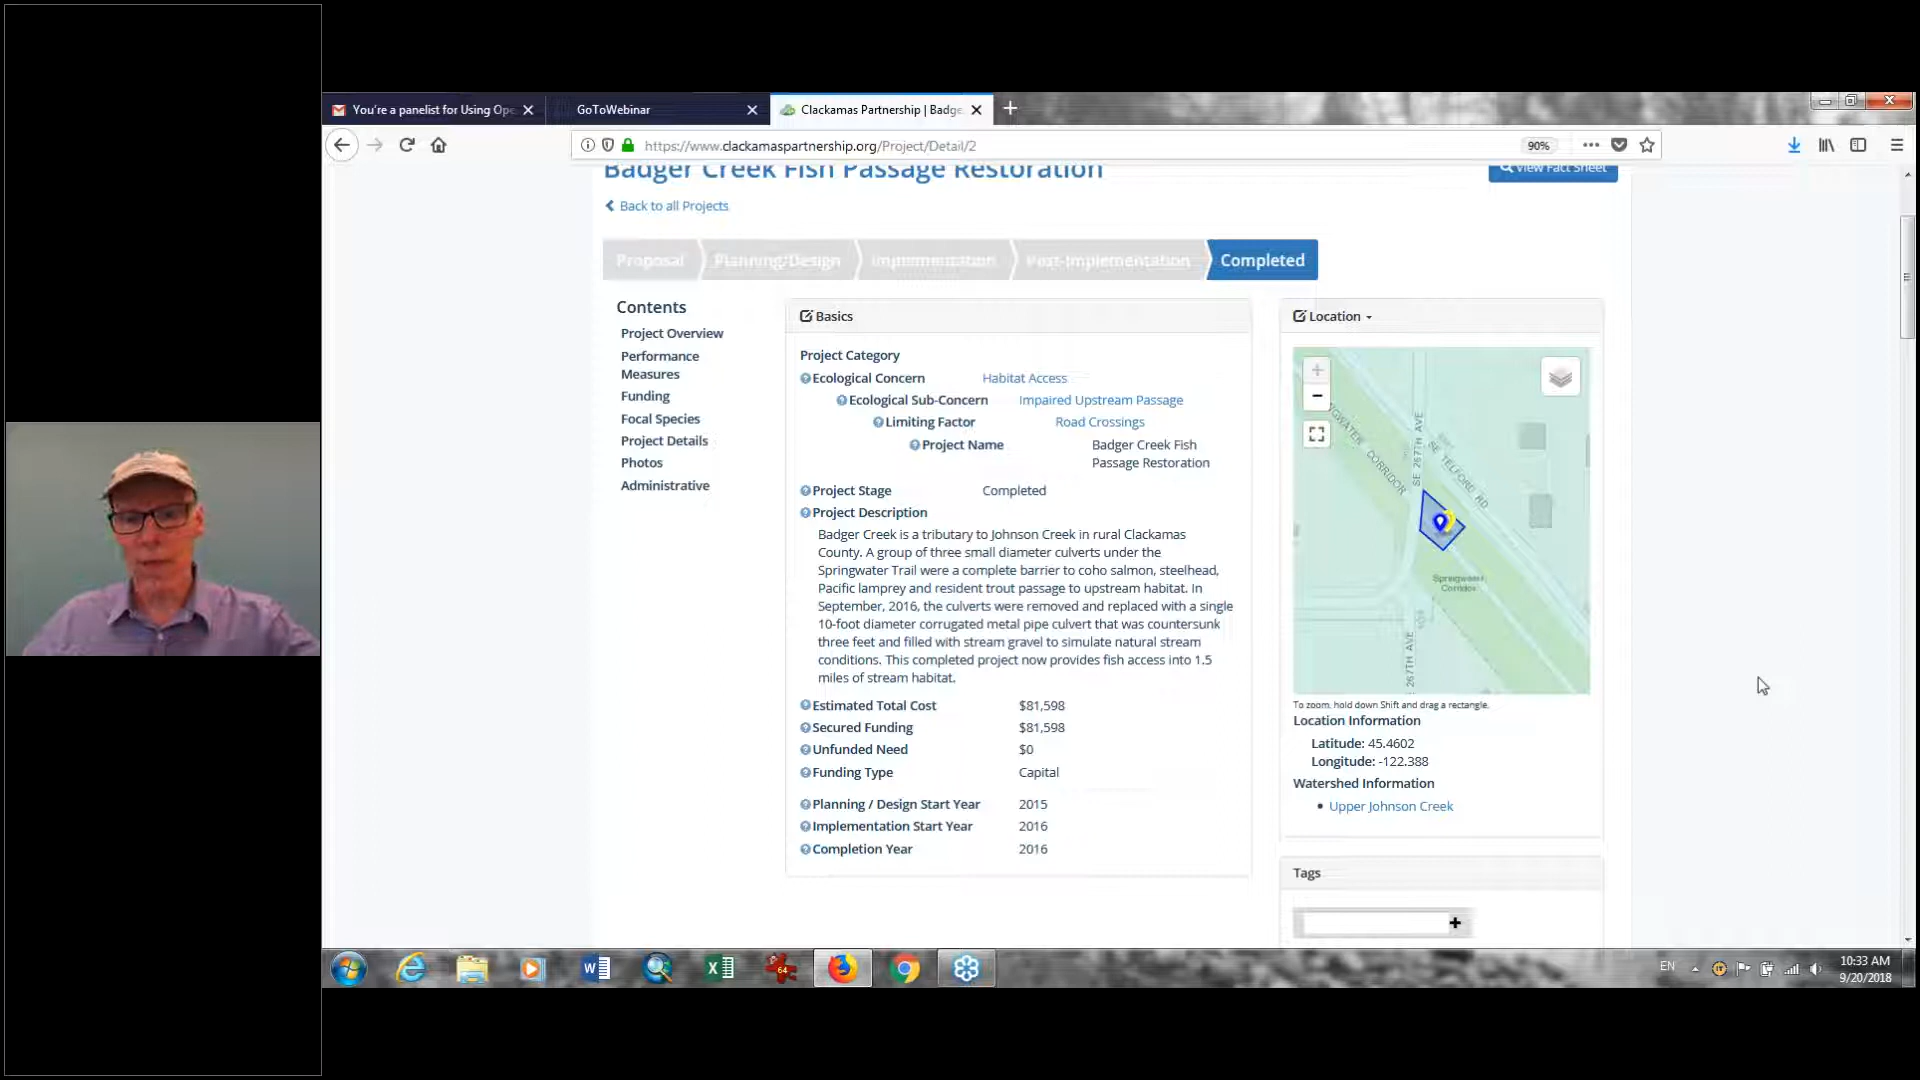 You're a panelist for Using Ope
GoToWebinar
Clackamas Partnership | Badge
https://www.clackamaspartnership.org/Project/Detail/2
90%
Badger Creek Fish Passage Restoration
View Fact Sheet
Back to all Projects
Proposal
Planning/Design
Implementation
Post-Implementation
Completed
Contents
Project Overview
Performance
Measures
Funding
Focal Species
Project Details
Photos
Administrative
Basics
Project Category
Ecological Concern Habitat Access
Ecological Sub-Concern Impaired Upstream Passage
Limiting Factor Road Crossings
Project Name Badger Creek Fish
Passage Restoration
Project Stage Completed
Project Description
Badger Creek is a tributary to Johnson Creek in rural Clackamas
County. A group of three small diameter culverts under the
Springwater Trail were a complete barrier to coho salmon, steelhead,
Pacific lamprey and resident trout passage to upstream habitat. In
September, 2016, the culverts were removed and replaced with a single
10-foot diameter corrugated metal pipe culvert that was countersunk
three feet and filled with stream gravel to simulate natural stream
conditions. This completed project now provides fish access into 1.5
miles of stream habitat.
Estimated Total Cost $81,598
Secured Funding $81,598
Unfunded Need $0
Funding Type Capital
Planning / Design Start Year 2015
Implementation Start Year 2016
Completion Year 2016
Location
+
−
GWATER CORRIDOR
SE 267TH AVE
SE TELFORD RD
Springwater
Corridor
267TH AVE
To zoom, hold down Shift and drag a rectangle.
Location Information
Latitude: 45.4602
Longitude: -122.388
Watershed Information
• Upper Johnson Creek
Tags
+
64
EN
10:33 AM
9/20/2018